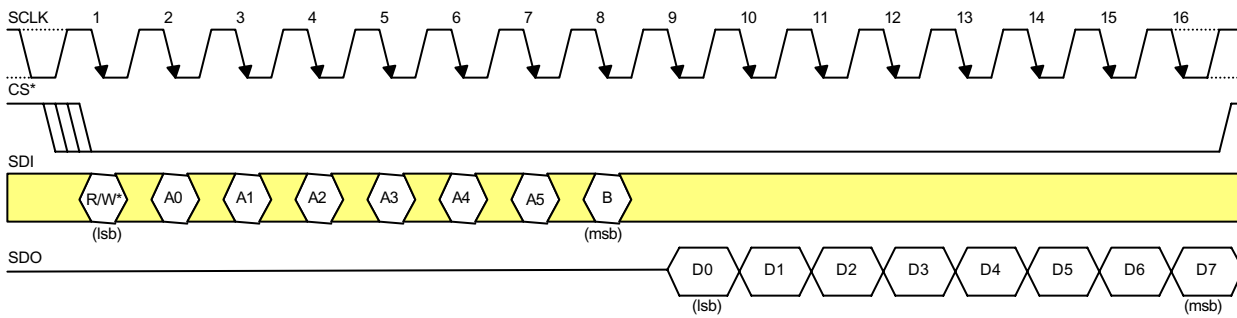 SCLK 1 2 3 4 5 6 7 8 9 10 11 12 13 14 15 16
CS*
SDI
R/W* A0 A1 A2 A3 A4 A5 B
(lsb) (msb)
SDO
D0 D1 D2 D3 D4 D5 D6 D7
(lsb) (msb)